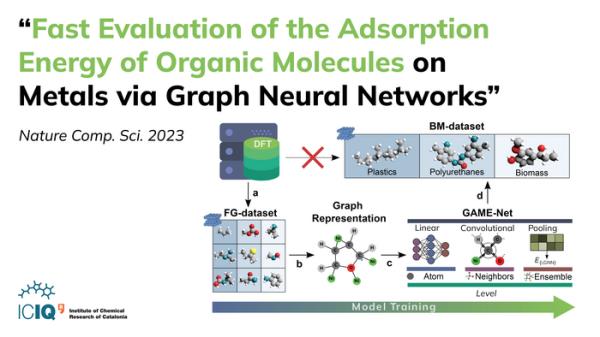 “Fast Evaluation of the Adsorption
Energy of Organic Molecules on
Metals via Graph Neural Networks”
Nature Comp. Sci. 2023
DFT
BM-dataset
Plastics
Polyurethanes
Biomass
a
d
FG-dataset
Graph
Representation
GAME-Net
Linear
Convolutional
Pooling
b
c
Atom
Neighbors
Ensemble
Level
Model Training
ICIQ
Institute of Chemical
Research of Catalonia